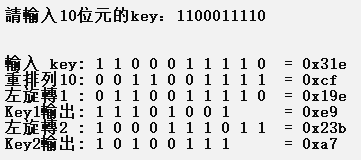 請輸入10位元的key：1100011110
輸入 key: 1 1 0 0 0 1 1 1 1 0 = 0x31e
重排列10: 0 0 1 1 0 0 1 1 1 1 = 0xcf
左旋轉1 : 0 1 1 0 0 1 1 1 1 0 = 0x19e
Key1輸出: 1 1 1 0 1 0 0 1 = 0xe9
左旋轉2 : 1 0 0 0 1 1 1 0 1 1 = 0x23b
Key2輸出: 1 0 1 0 0 1 1 1 = 0xa7